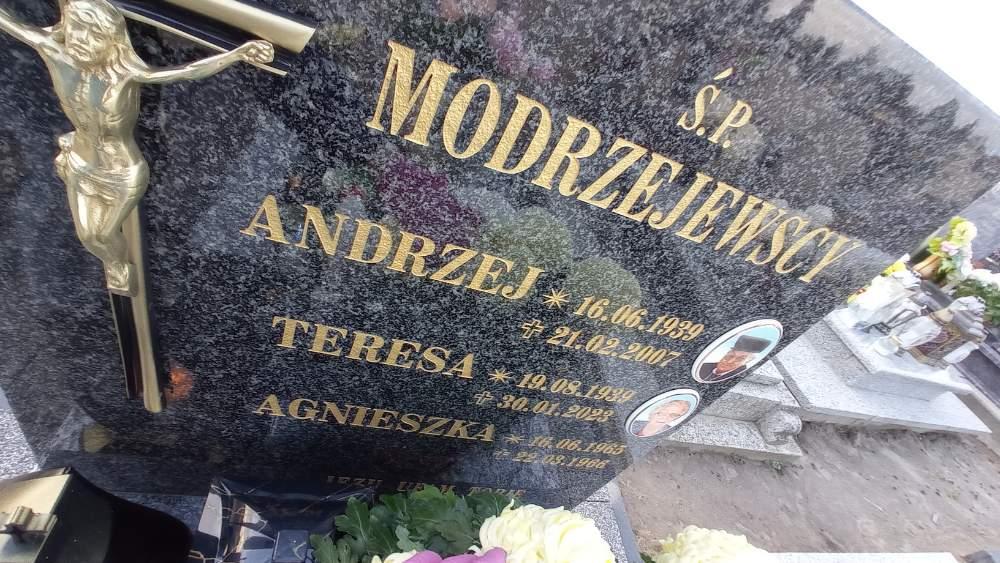 Ś.P.
MODRZEJEWSCY
ANDRZEJ * 16.06.1939
✝ 21.02.2007
TERESA * 19.08.1939
✝ 30.01.2023
AGNIESZKA * 16.06.1965
✝ 22.03.1966